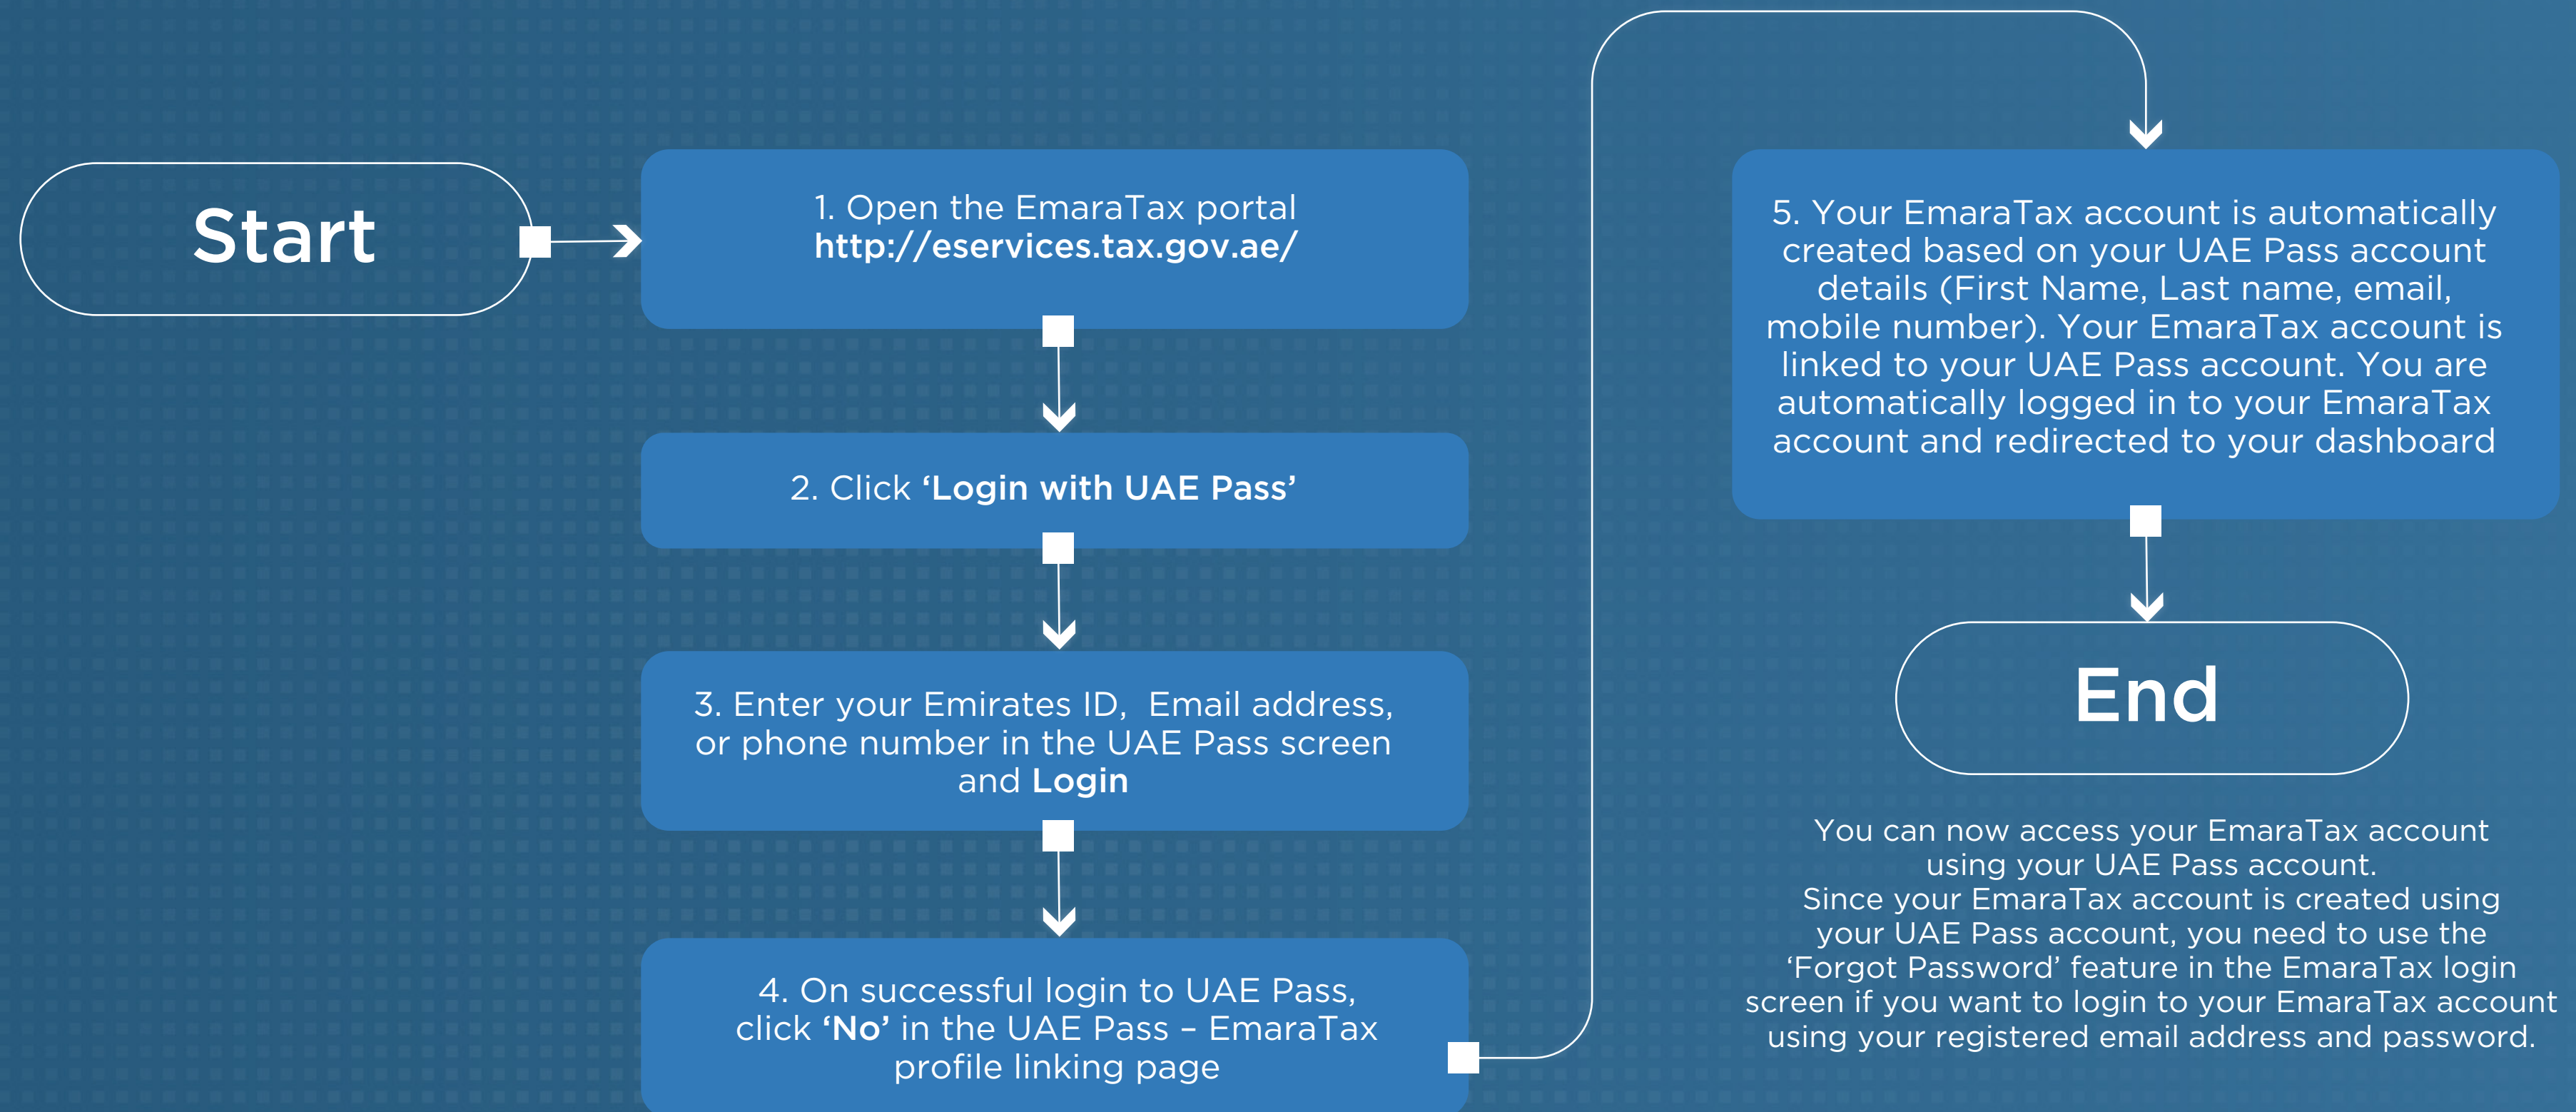 Start
1. Open the EmaraTax portal
http://eservices.tax.gov.ae/
2. Click ‘Login with UAE Pass’
3. Enter your Emirates ID,  Email address,
or phone number in the UAE Pass screen
and Login
4. On successful login to UAE Pass,
click ‘No’ in the UAE Pass – EmaraTax
profile linking page
5. Your EmaraTax account is automatically
created based on your UAE Pass account
details (First Name, Last name, email,
mobile number). Your EmaraTax account is
linked to your UAE Pass account. You are
automatically logged in to your EmaraTax
account and redirected to your dashboard
End
You can now access your EmaraTax account
using your UAE Pass account.
Since your EmaraTax account is created using
your UAE Pass account, you need to use the
‘Forgot Password’ feature in the EmaraTax login
screen if you want to login to your EmaraTax account
using your registered email address and password.